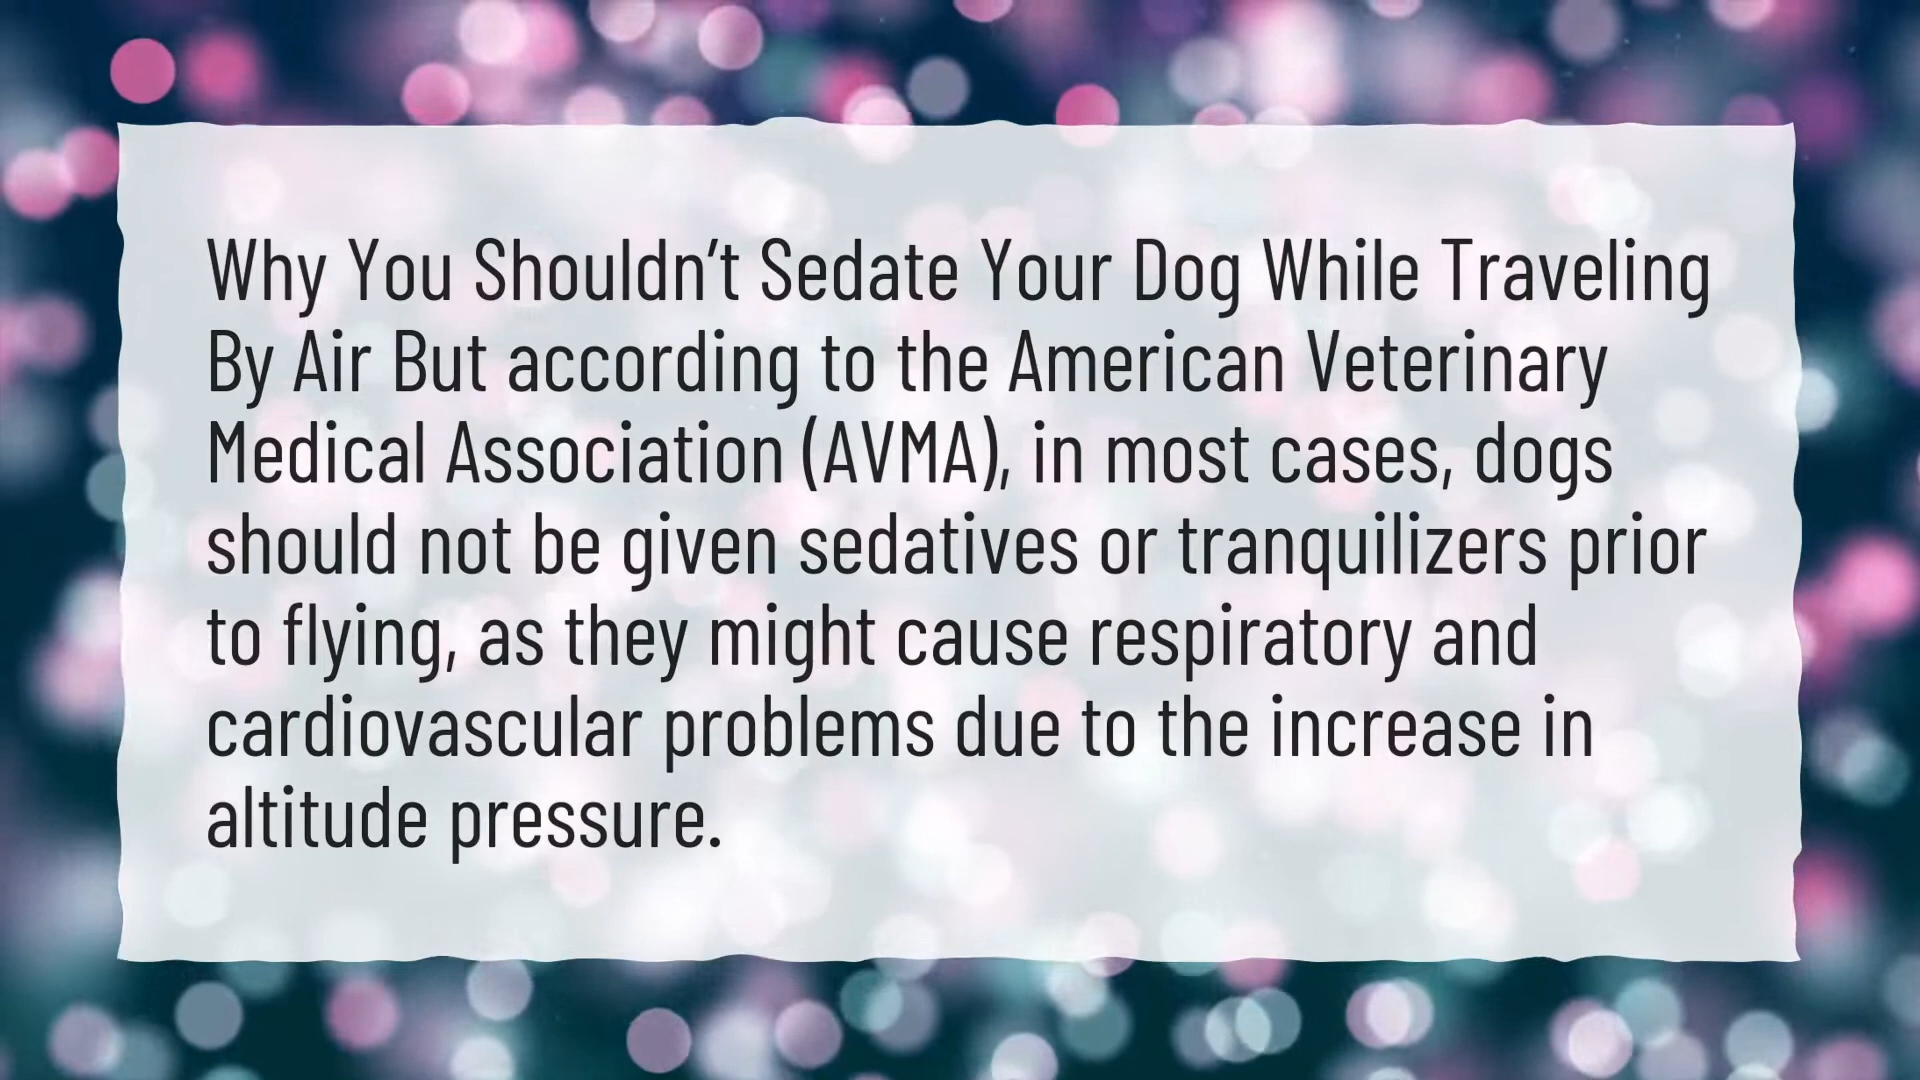 Why You Shouldn’t Sedate Your Dog While Traveling
By Air But according to the American Veterinary
Medical Association (AVMA), in most cases, dogs
should not be given sedatives or tranquilizers prior
to flying, as they might cause respiratory and
cardiovascular problems due to the increase in
altitude pressure.